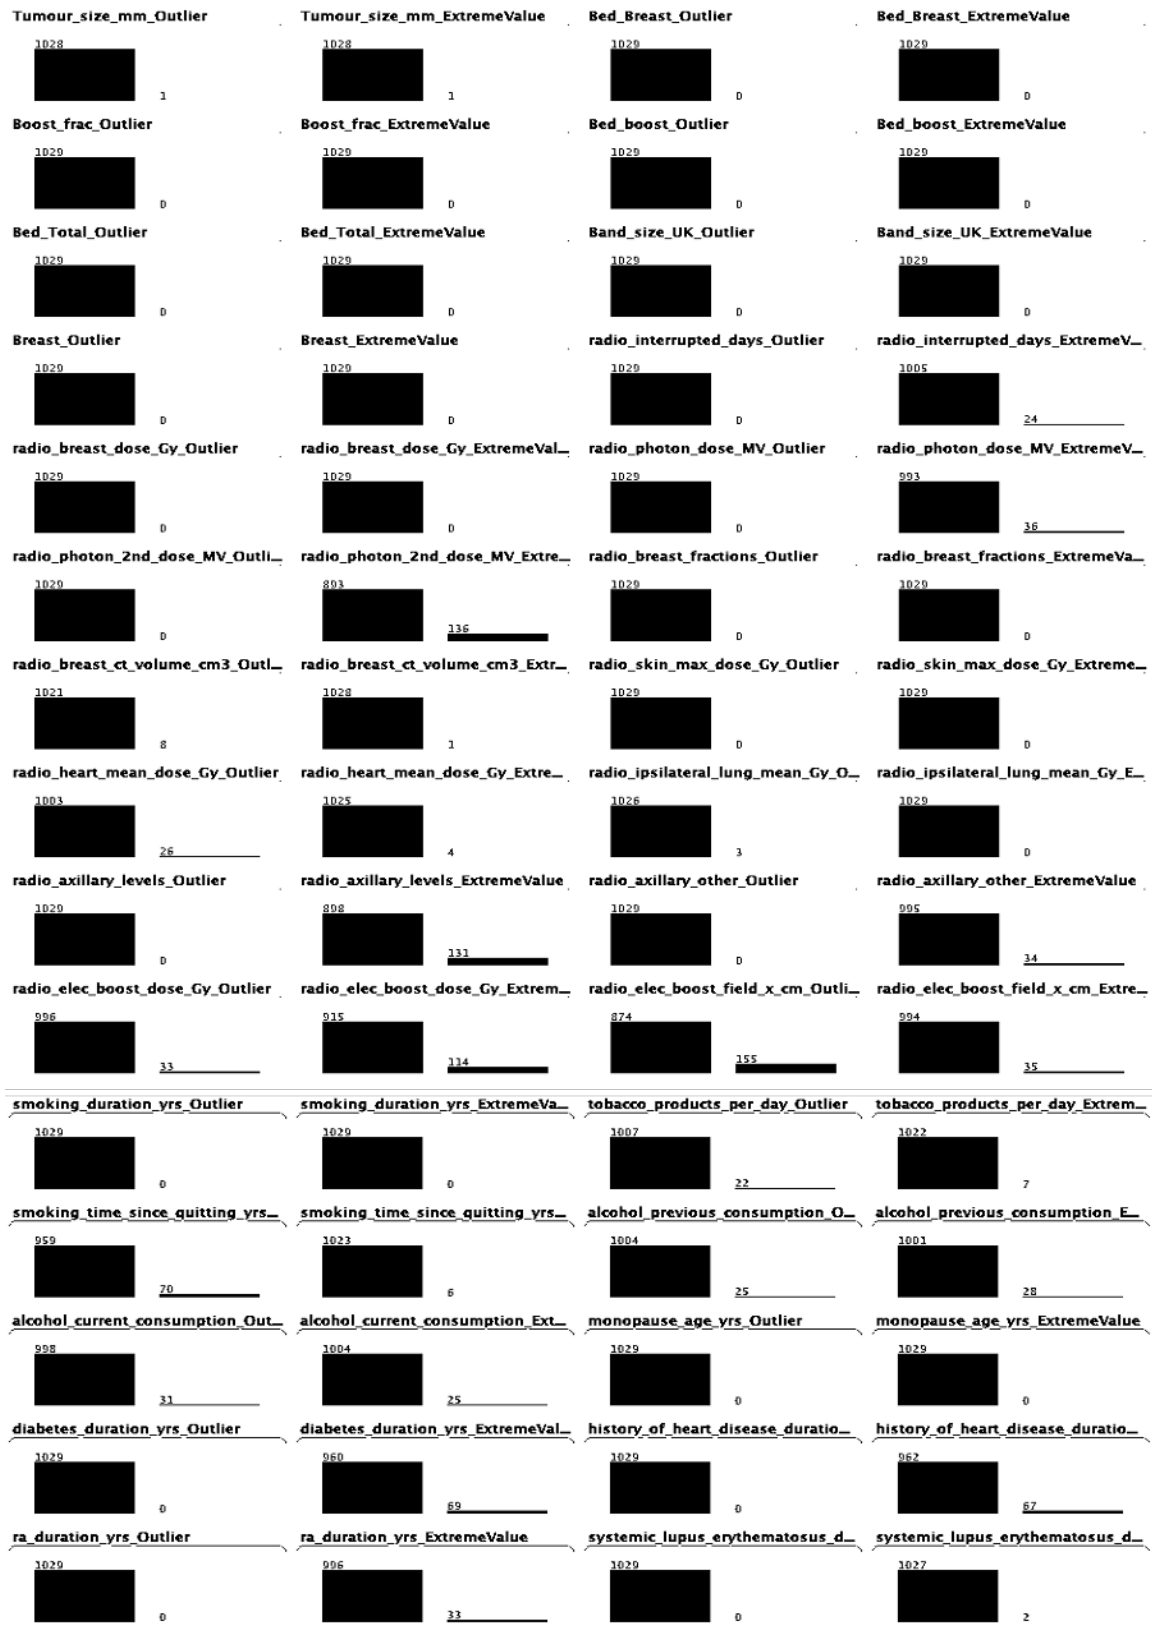 Tumour_size_mm_Outlier Tumour_size_mm_ExtremeValue Bed_Breast_Outlier Bed_Breast_ExtremeValue
1028 1028 1029 1029
1 1 0 0
Boost_frac_Outlier Boost_frac_ExtremeValue Bed_boost_Outlier Bed_boost_ExtremeValue
1029 1029 1029 1029
0 0 0 0
Bed_Total_Outlier Bed_Total_ExtremeValue Band_size_UK_Outlier Band_size_UK_ExtremeValue
1029 1029 1029 1029
0 0 0 0
Breast_Outlier Breast_ExtremeValue radio_interrupted_days_Outlier radio_interrupted_days_ExtremeV...
1029 1029 1029 1005
0 0 0 24
radio_breast_dose_Gy_Outlier radio_breast_dose_Gy_ExtremeVal... radio_photon_dose_MV_Outlier radio_photon_dose_MV_ExtremeV...
1029 1029 1029 993
0 0 0 36
radio_photon_2nd_dose_MV_Outli... radio_photon_2nd_dose_MV_Extre... radio_breast_fractions_Outlier radio_breast_fractions_ExtremeVa...
1029 893 1029 1029
0 136 0 0
radio_breast_ct_volume_cm3_Outl... radio_breast_ct_volume_cm3_Extr... radio_skin_max_dose_Gy_Outlier radio_skin_max_dose_Gy_Extreme...
1021 1028 1029 1029
8 1 0 0
radio_heart_mean_dose_Gy_Outlier radio_heart_mean_dose_Gy_Extre... radio_ipsilateral_lung_mean_Gy_O... radio_ipsilateral_lung_mean_Gy_E...
1003 1025 1026 1029
26 4 3 0
radio_axillary_levels_Outlier radio_axillary_levels_ExtremeValue radio_axillary_other_Outlier radio_axillary_other_ExtremeValue
1029 898 1029 995
0 131 0 34
radio_elec_boost_dose_Gy_Outlier radio_elec_boost_dose_Gy_Extrem... radio_elec_boost_field_x_cm_Outli... radio_elec_boost_field_x_cm_Extre...
996 915 874 994
33 114 155 35
smoking_duration_yrs_Outlier smoking_duration_yrs_ExtremeVa... tobacco_products_per_day_Outlier tobacco_products_per_day_Extrem...
1029 1029 1007 1022
0 0 22 7
smoking_time_since_quitting_yrs... smoking_time_since_quitting_yrs... alcohol_previous_consumption_O... alcohol_previous_consumption_E...
959 1023 1004 1001
70 6 25 28
alcohol_current_consumption_Out... alcohol_current_consumption_Ext... monopause_age_yrs_Outlier monopause_age_yrs_ExtremeValue
998 1004 1029 1029
31 25 0 0
diabetes_duration_yrs_Outlier diabetes_duration_yrs_ExtremeVal... history_of_heart_disease_duratio... history_of_heart_disease_duratio...
1029 960 1029 962
0 69 0 67
ra_duration_yrs_Outlier ra_duration_yrs_ExtremeValue systemic_lupus_erythematosus_d... systemic_lupus_erythematosus_d...
1029 996 1029 1027
0 33 0 2